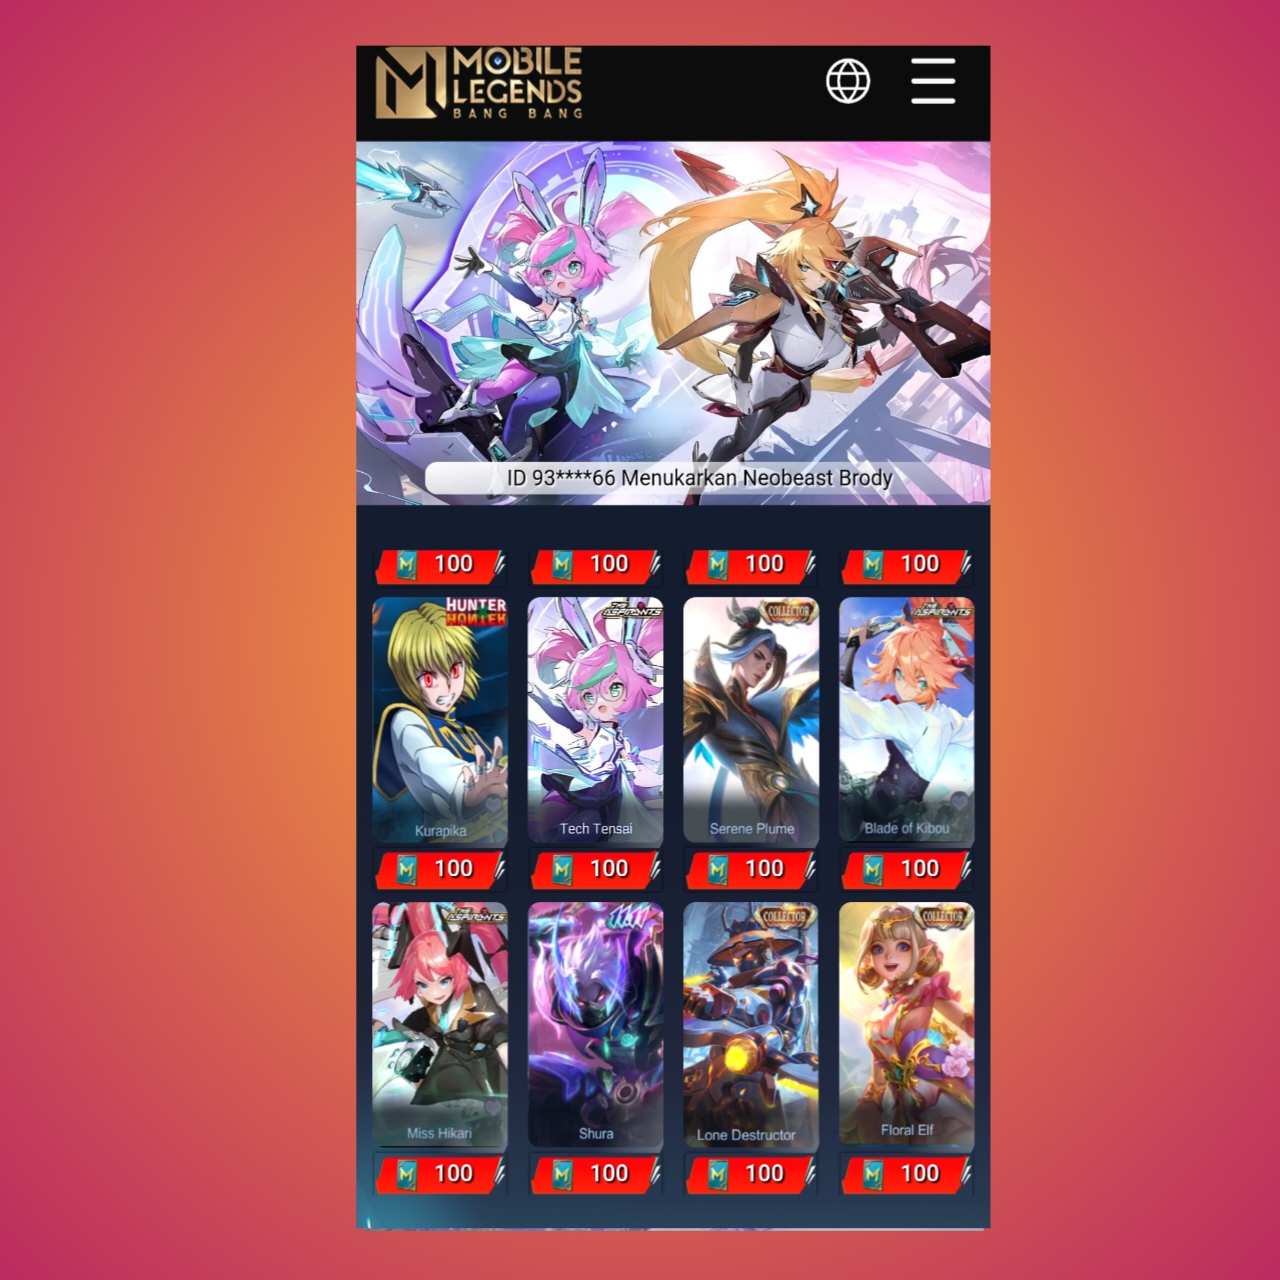 MOBILE
LEGENDS
BANG BANG
ID 93****66 Menukarkan Neobeast Brody
100 100 100 100
HUNTER
HUNTER
THE ASPIRANTS
COLLECTOR
THE ASPIRANTS
Kurapika
Tech Tensai
Serene Plume
Blade of Kibou
100 100 100 100
THE ASPIRANTS
COLLECTOR
COLLECTOR
Miss Hikari
Shura
Lone Destructor
Floral Elf
100 100 100 100